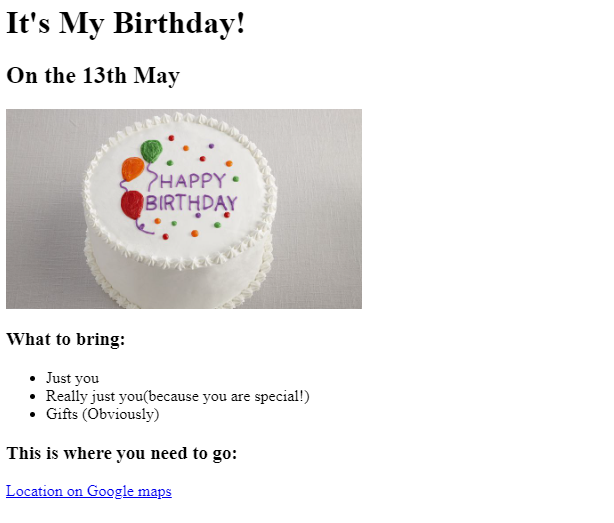 It's My Birthday!
On the 13th May
HAPPY
BIRTHDAY
What to bring:
Just you
Really just you(because you are special!)
Gifts (Obviously)
This is where you need to go:
Location on Google maps